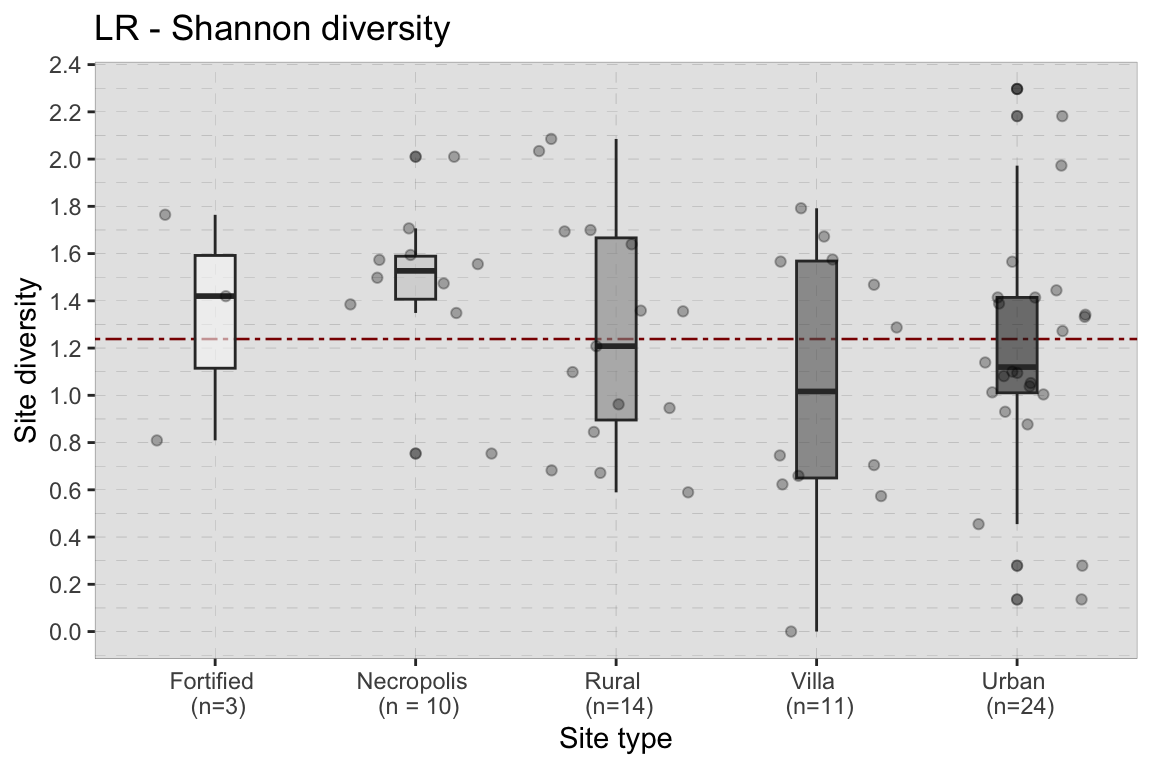 LR - Shannon diversity
Site diversity
2.4
2.2
2.0
1.8
1.6
1.4
1.2
1.0
0.8
0.6
0.4
0.2
0.0
Fortified Necropolis Rural Villa Urban
(n=3) (n = 10) (n=14) (n=11) (n=24)
Site type